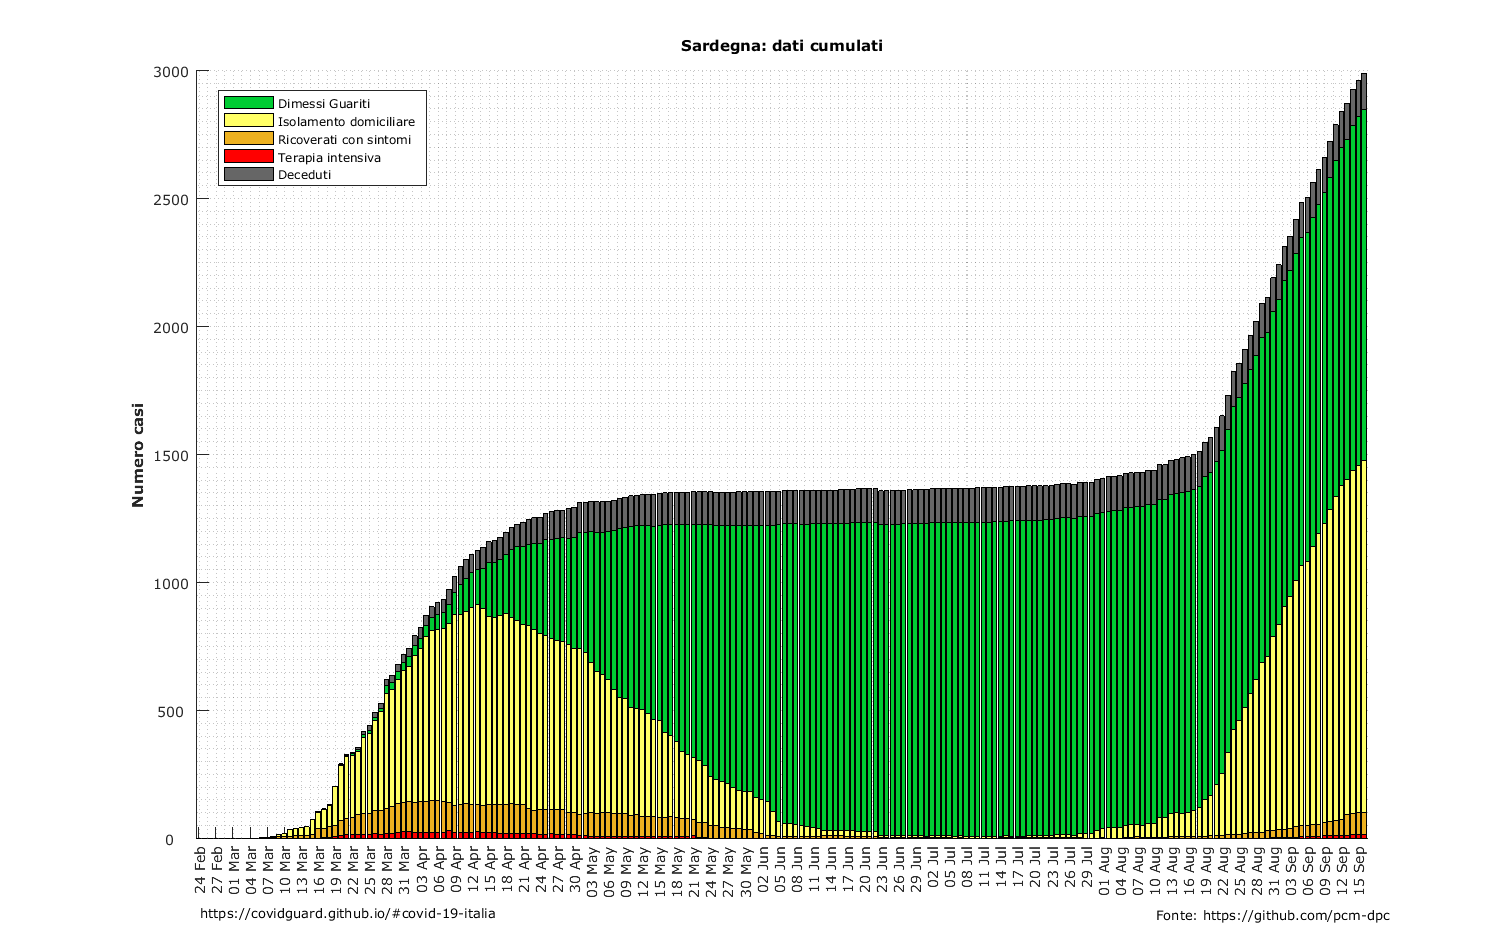 Sardegna: dati cumulati
3000
2500
2000
1500
1000
500
0
Numero casi
Dimessi Guariti
Isolamento domiciliare
Ricoverati con sintomi
Terapia intensiva
Deceduti
24 Feb
27 Feb
01 Mar
04 Mar
07 Mar
10 Mar
13 Mar
16 Mar
19 Mar
22 Mar
25 Mar
28 Mar
31 Mar
03 Apr
06 Apr
09 Apr
12 Apr
15 Apr
18 Apr
21 Apr
24 Apr
27 Apr
30 Apr
03 May
06 May
09 May
12 May
15 May
18 May
21 May
24 May
27 May
30 May
02 Jun
05 Jun
08 Jun
11 Jun
14 Jun
17 Jun
20 Jun
23 Jun
26 Jun
29 Jun
02 Jul
05 Jul
08 Jul
11 Jul
14 Jul
17 Jul
20 Jul
23 Jul
26 Jul
29 Jul
01 Aug
04 Aug
07 Aug
10 Aug
13 Aug
16 Aug
19 Aug
22 Aug
25 Aug
28 Aug
31 Aug
03 Sep
06 Sep
09 Sep
12 Sep
15 Sep
https://covidguard.github.io/#covid-19-italia
Fonte: https://github.com/pcm-dpc